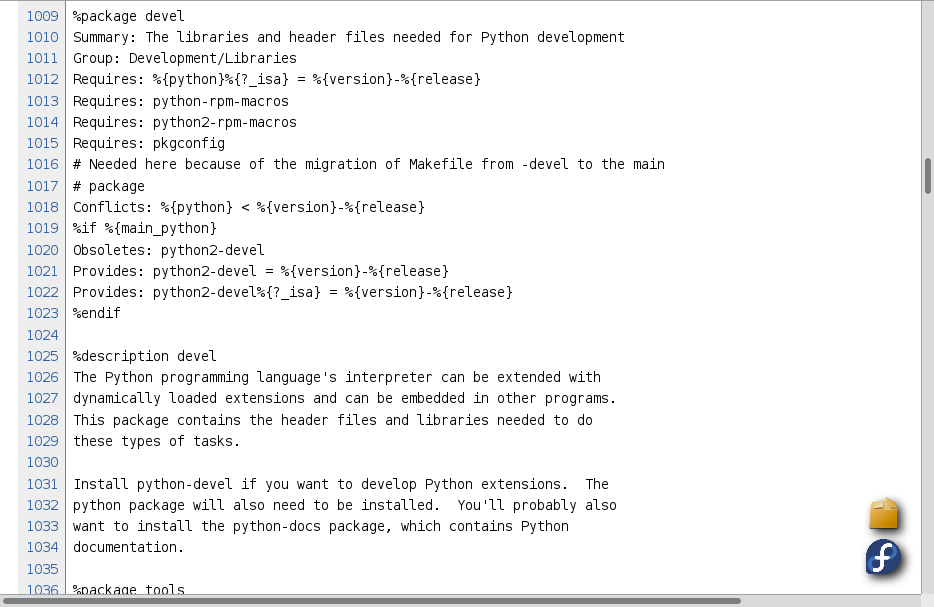 1009 %package devel
1010 Summary: The libraries and header files needed for Python development
1011 Group: Development/Libraries
1012 Requires: %{python}%{?_isa} = %{version}-%{release}
1013 Requires: python-rpm-macros
1014 Requires: python2-rpm-macros
1015 Requires: pkgconfig
1016 # Needed here because of the migration of Makefile from -devel to the main
1017 # package
1018 Conflicts: %{python} < %{version}-%{release}
1019 %if %{main_python}
1020 Obsoletes: python2-devel
1021 Provides: python2-devel = %{version}-%{release}
1022 Provides: python2-devel%{?_isa} = %{version}-%{release}
1023 %endif
1024
1025 %description devel
1026 The Python programming language's interpreter can be extended with
1027 dynamically loaded extensions and can be embedded in other programs.
1028 This package contains the header files and libraries needed to do
1029 these types of tasks.
1030
1031 Install python-devel if you want to develop Python extensions.  The
1032 python package will also need to be installed.  You'll probably also
1033 want to install the python-docs package, which contains Python
1034 documentation.
1035
1036 %package tools